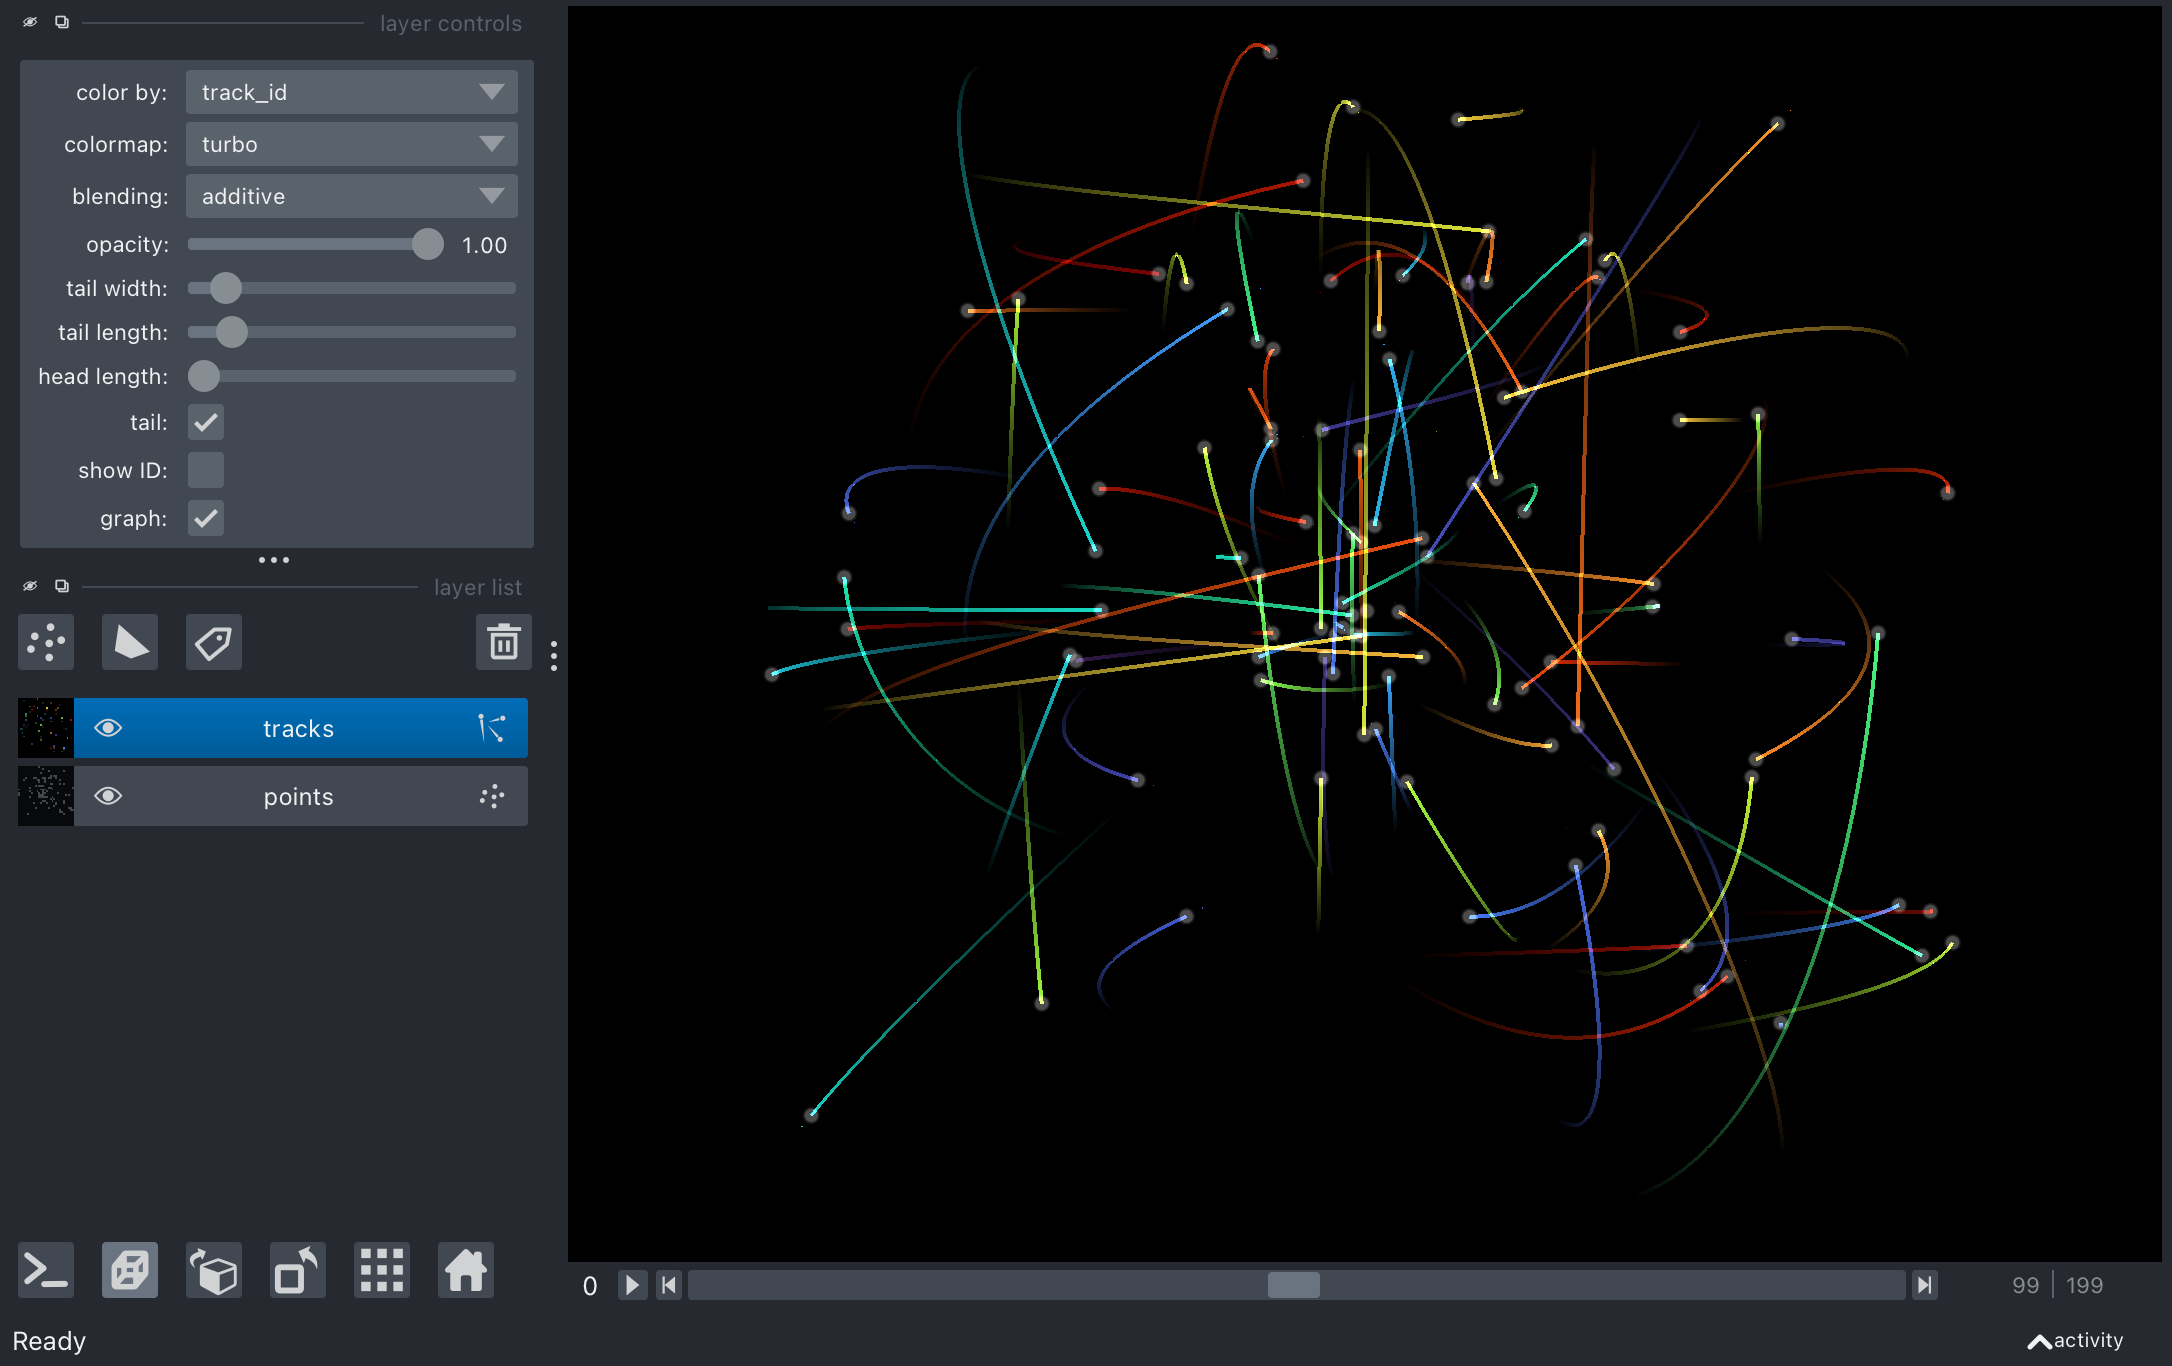 layer controls
color by: track_id
colormap: turbo
blending: additive
opacity: 1.00
tail width:
tail length:
head length:
tail:
show ID:
graph:
layer list
tracks
points
0 99 199
Ready activity